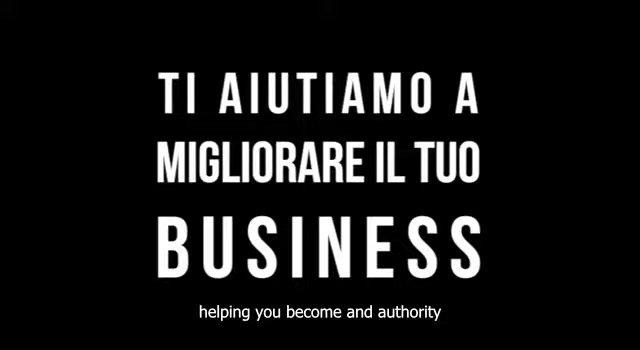 TI AIUTIAMO A
MIGLIORARE IL TUO
BUSINESS
helping you become and authority